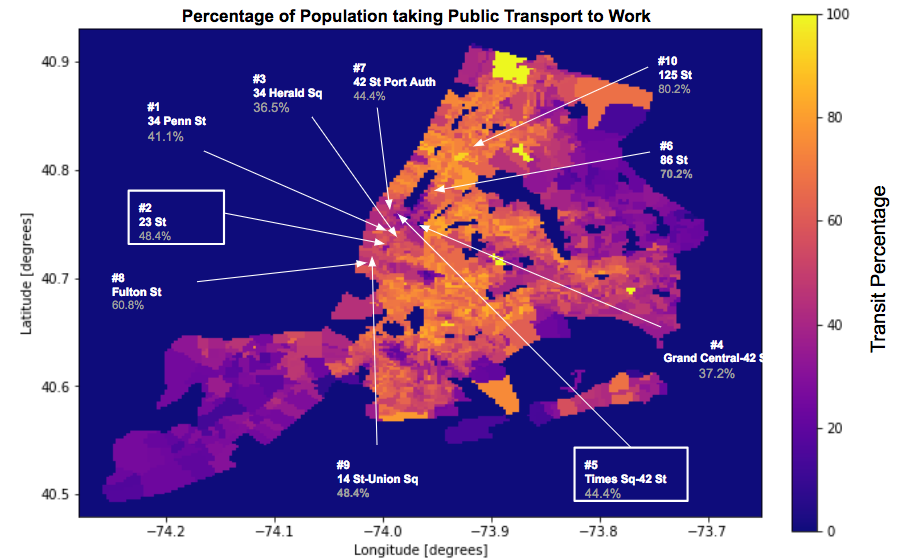 Percentage of Population taking Public Transport to Work
#1
34 Penn St
41.1%
#3
34 Herald Sq
36.5%
#7
42 St Port Auth
44.4%
#10
125 St
80.2%
#6
86 St
70.2%
#2
23 St
48.4%
#8
Fulton St
60.8%
#4
Grand Central-42 S
37.2%
#9
14 St-Union Sq
48.4%
#5
Times Sq-42 St
44.4%
40.9
40.8
40.7
40.6
40.5
Latitude [degrees]
−74.2
−74.1
−74.0
−73.9
−73.8
−73.7
Longitude [degrees]
100
80
60
40
20
0
Transit Percentage